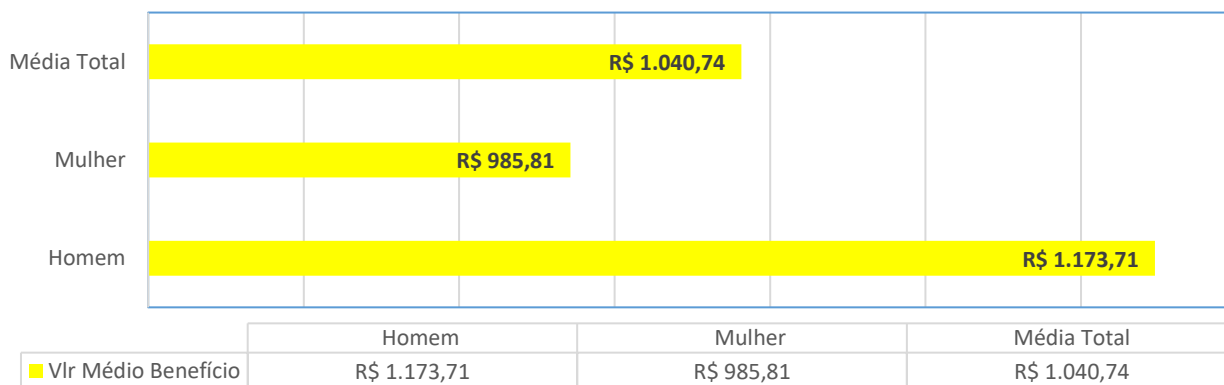 Média Total
R$ 1.040,74
Mulher
R$ 985,81
Homem
R$ 1.173,71
Homem Mulher Média Total
Vlr Médio Benefício R$ 1.173,71 R$ 985,81 R$ 1.040,74